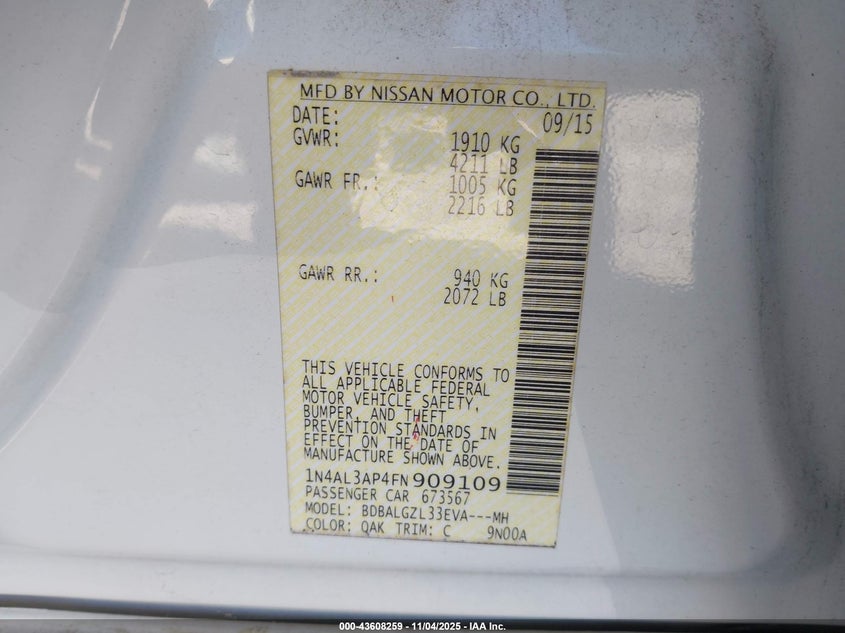 MFD BY NISSAN MOTOR CO., LTD.
DATE: 09/15
GVWR: 1910 KG
4211 LB
GAWR FR.: 1005 KG
2216 LB
GAWR RR.: 940 KG
2072 LB
THIS VEHICLE CONFORMS TO
ALL APPLICABLE FEDERAL
MOTOR VEHICLE SAFETY,
BUMPER, AND THEFT
PREVENTION STANDARDS IN
EFFECT ON THE DATE OF
MANUFACTURE SHOWN ABOVE.
1N4AL3AP4FN909109
PASSENGER CAR 673567
MODEL: BDBALGZL33EVA---MH
COLOR: QAK TRIM: C 9N00A
000-43608259 - 11/04/2025 - IAA Inc.